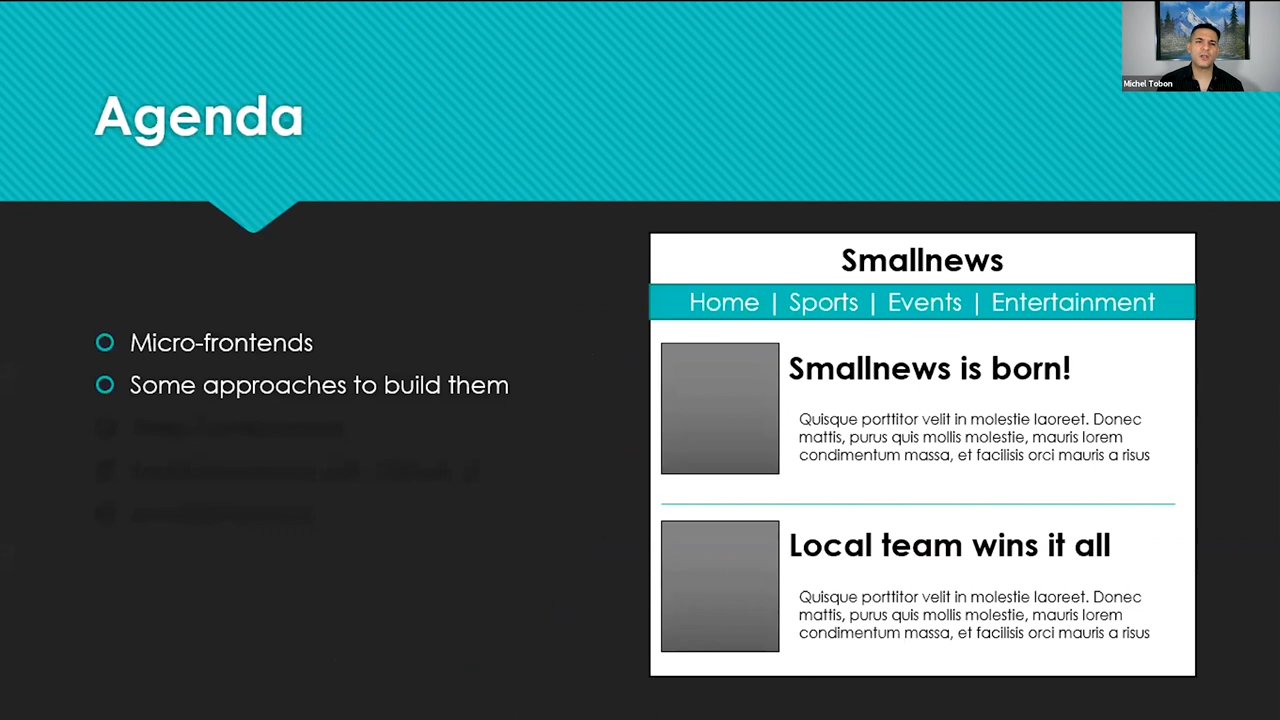 Michel Tobon
Agenda
Micro-frontends
Some approaches to build them
Smallnews
Home | Sports | Events | Entertainment
Smallnews is born!
Quisque porttitor velit in molestie laoreet. Donec
mattis, purus quis mollis molestie, mauris lorem
condimentum massa, et facilisis orci mauris a risus
Local team wins it all
Quisque porttitor velit in molestie laoreet. Donec
mattis, purus quis mollis molestie, mauris lorem
condimentum massa, et facilisis orci mauris a risus